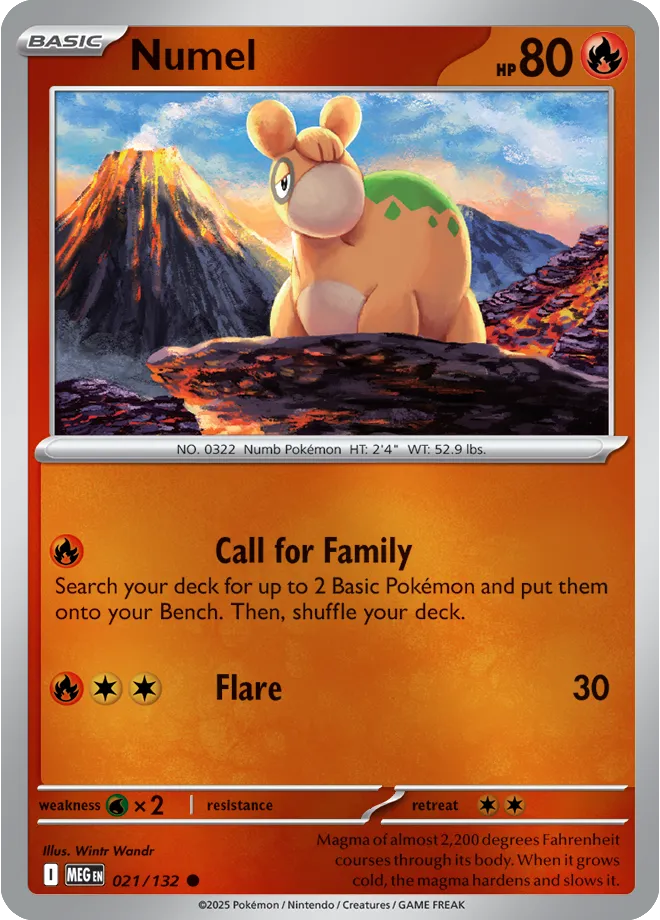 BASIC
Numel
HP 80
NO. 0322 Numb Pokémon HT: 2'4" WT: 52.9 lbs.
Call for Family
Search your deck for up to 2 Basic Pokémon and put them
onto your Bench. Then, shuffle your deck.
Flare 30
weakness ×2 resistance retreat
Illus. Wintr Wandr
Magma of almost 2,200 degrees Fahrenheit
courses through its body. When it grows
cold, the magma hardens and slows it.
I MEG EN 021/132
©2025 Pokémon / Nintendo / Creatures / GAME FREAK